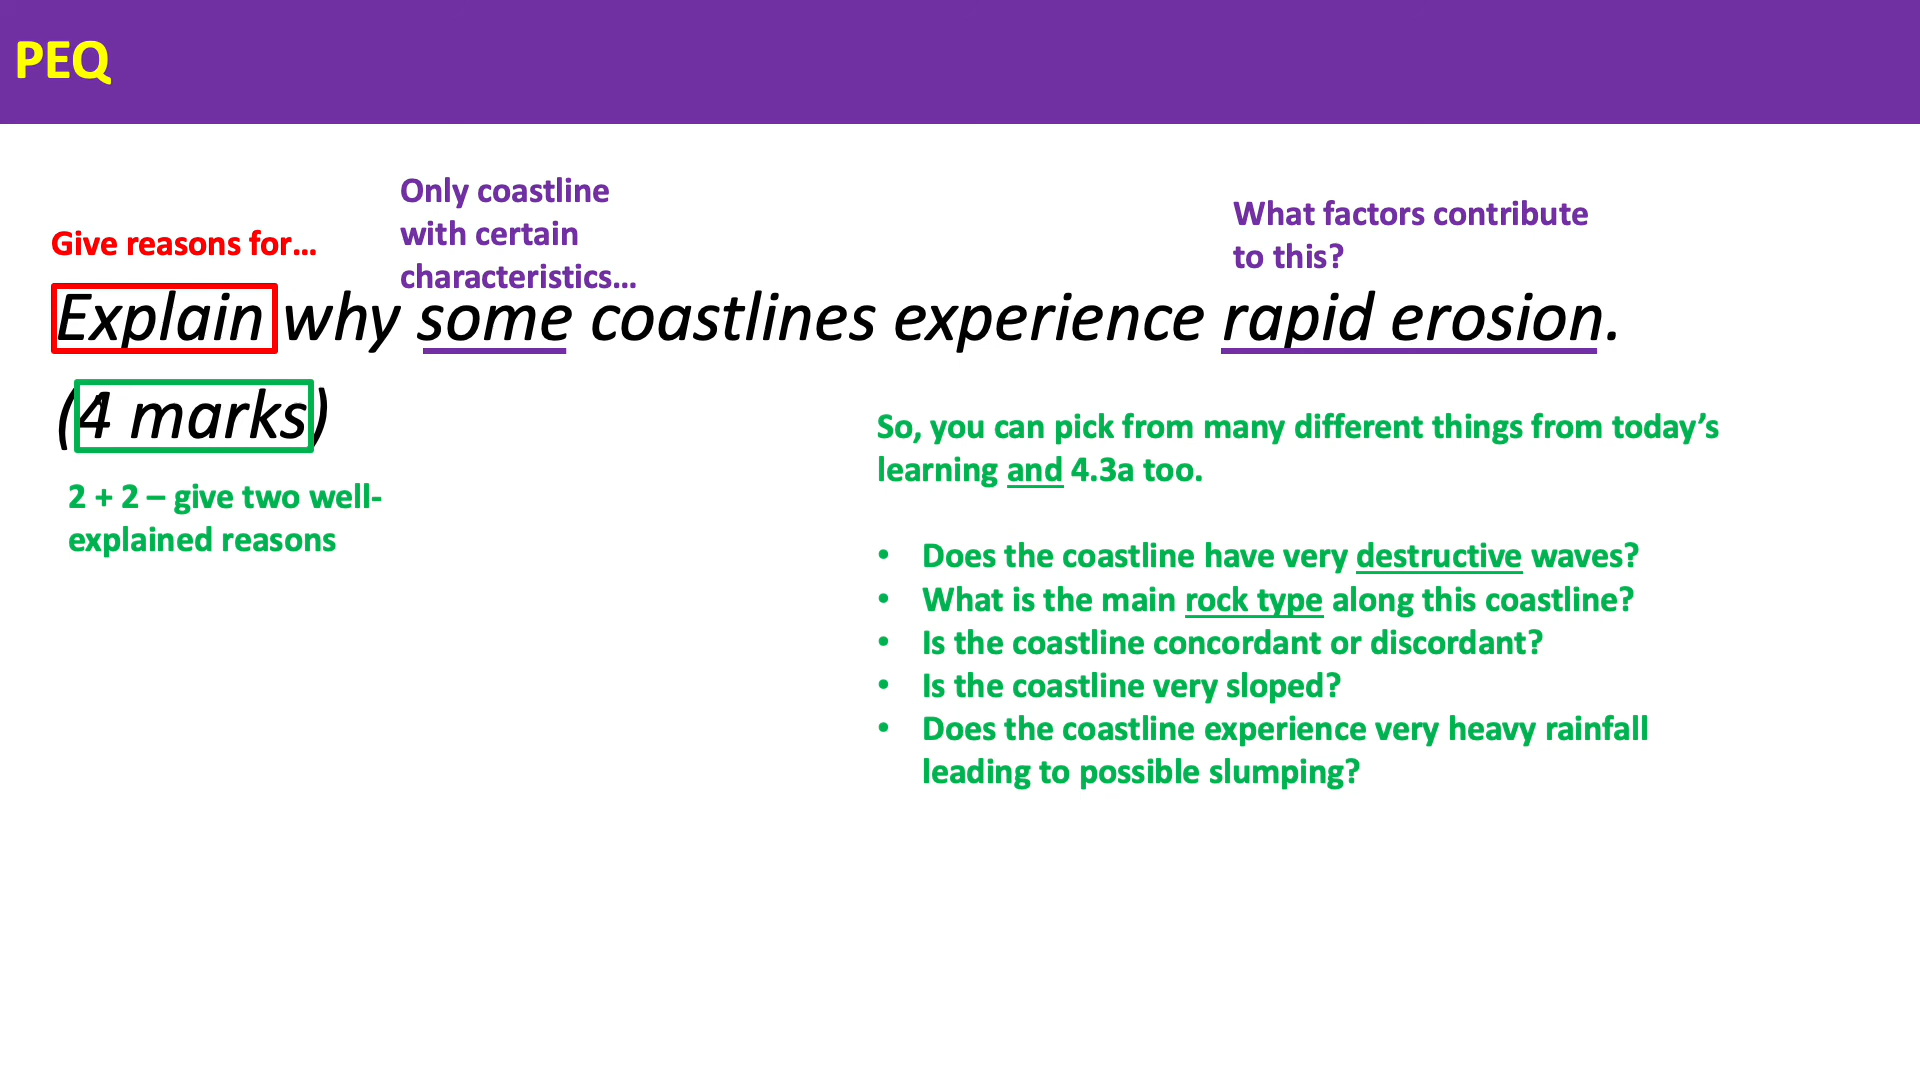 PEQ
Only coastline
with certain
characteristics…
What factors contribute
to this?
Give reasons for…
Explain why some coastlines experience rapid erosion.
(4 marks)
2 + 2 – give two well-
explained reasons
So, you can pick from many different things from today’s
learning and 4.3a too.
• Does the coastline have very destructive waves?
• What is the main rock type along this coastline?
• Is the coastline concordant or discordant?
• Is the coastline very sloped?
• Does the coastline experience very heavy rainfall
leading to possible slumping?